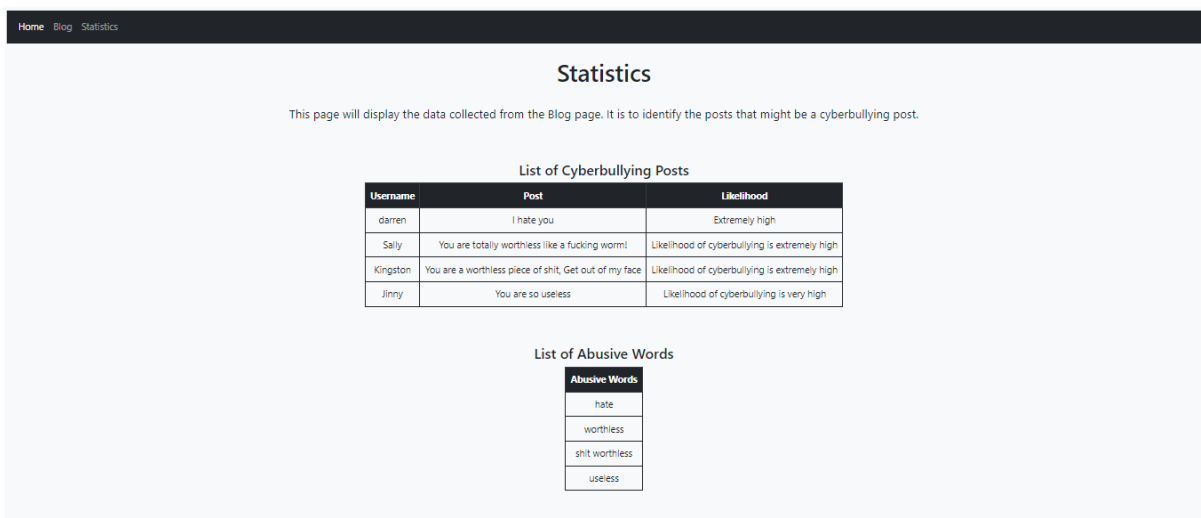 Home Blog Statistics
Statistics
This page will display the data collected from the Blog page. It is to identify the posts that might be a cyberbullying post.
List of Cyberbullying Posts
Username Post Likelihood
darren I hate you Extremely high
Sally You are totally worthless like a fucking worm! Likelihood of cyberbullying is extremely high
Kingston You are a worthless piece of shit, Get out of my face Likelihood of cyberbullying is extremely high
Jinny You are so useless Likelihood of cyberbullying is very high
List of Abusive Words
Abusive Words
hate
worthless
shit worthless
useless